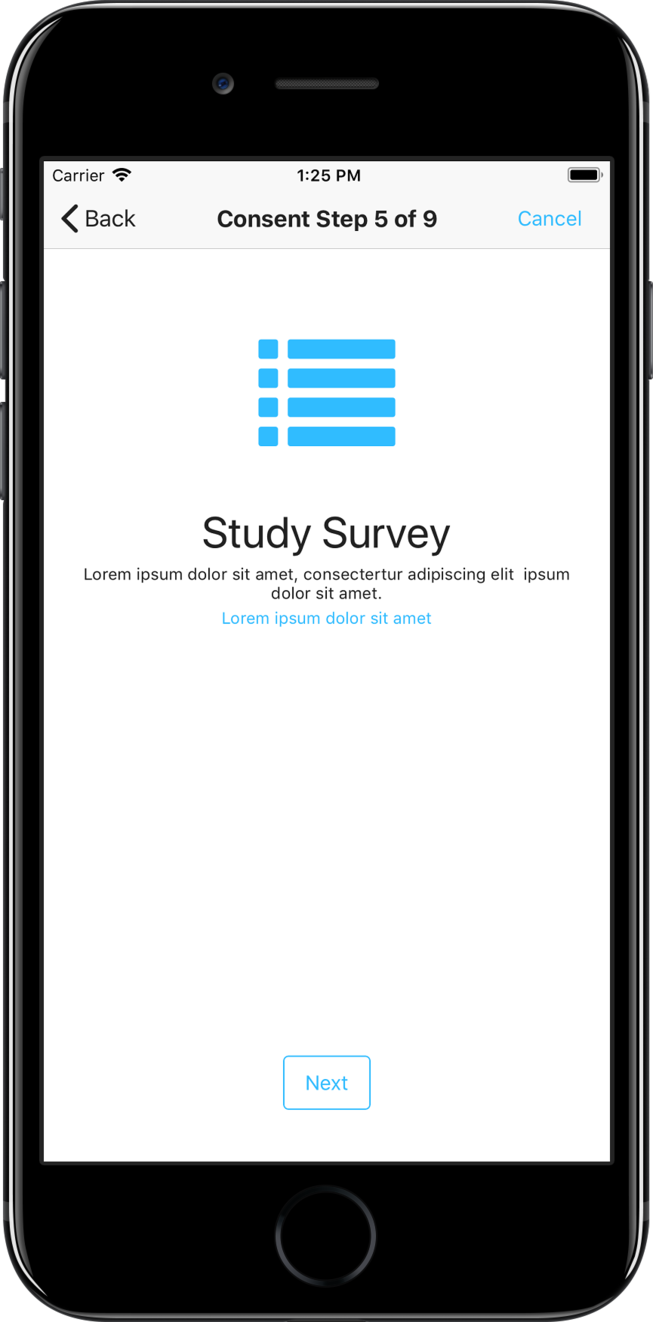 Carrier 1:25 PM
Back Consent Step 5 of 9 Cancel
Study Survey
Lorem ipsum dolor sit amet, consectertur adipiscing elit  ipsum
dolor sit amet.
Lorem ipsum dolor sit amet
Next